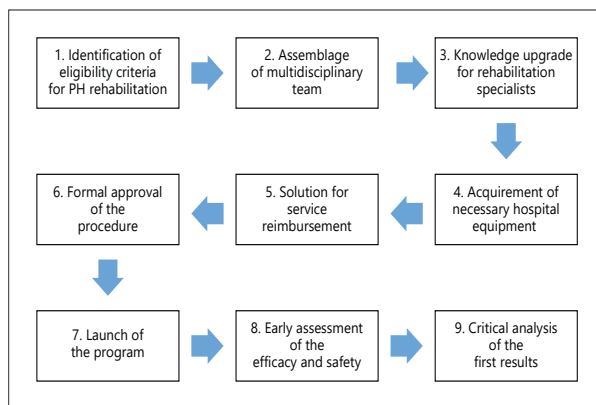 1. Identification of
eligibility criteria
for PH rehabilitation
2. Assemblage
of multidisciplinary
team
3. Knowledge upgrade
for rehabilitation
specialists
6. Formal approval
of the
procedure
5. Solution for
service
reimbursement
4. Acquirement of
necessary hospital
equipment
7. Launch of
the program
8. Early assessment
of the
efficacy and safety
9. Critical analysis
of the
first results